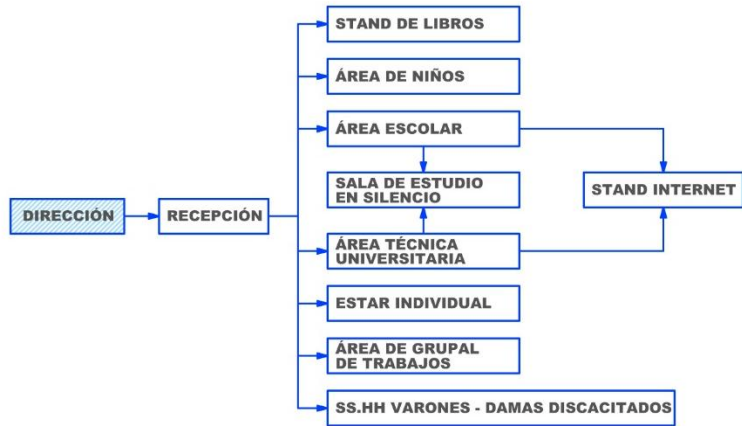 STAND DE LIBROS
ÁREA DE NIÑOS
ÁREA ESCOLAR
SALA DE ESTUDIO
EN SILENCIO
STAND INTERNET
DIRECCIÓN
RECEPCIÓN
ÁREA TÉCNICA
UNIVERSITARIA
ESTAR INDIVIDUAL
ÁREA DE GRUPAL
DE TRABAJOS
SS.HH VARONES - DAMAS DISCACITADOS